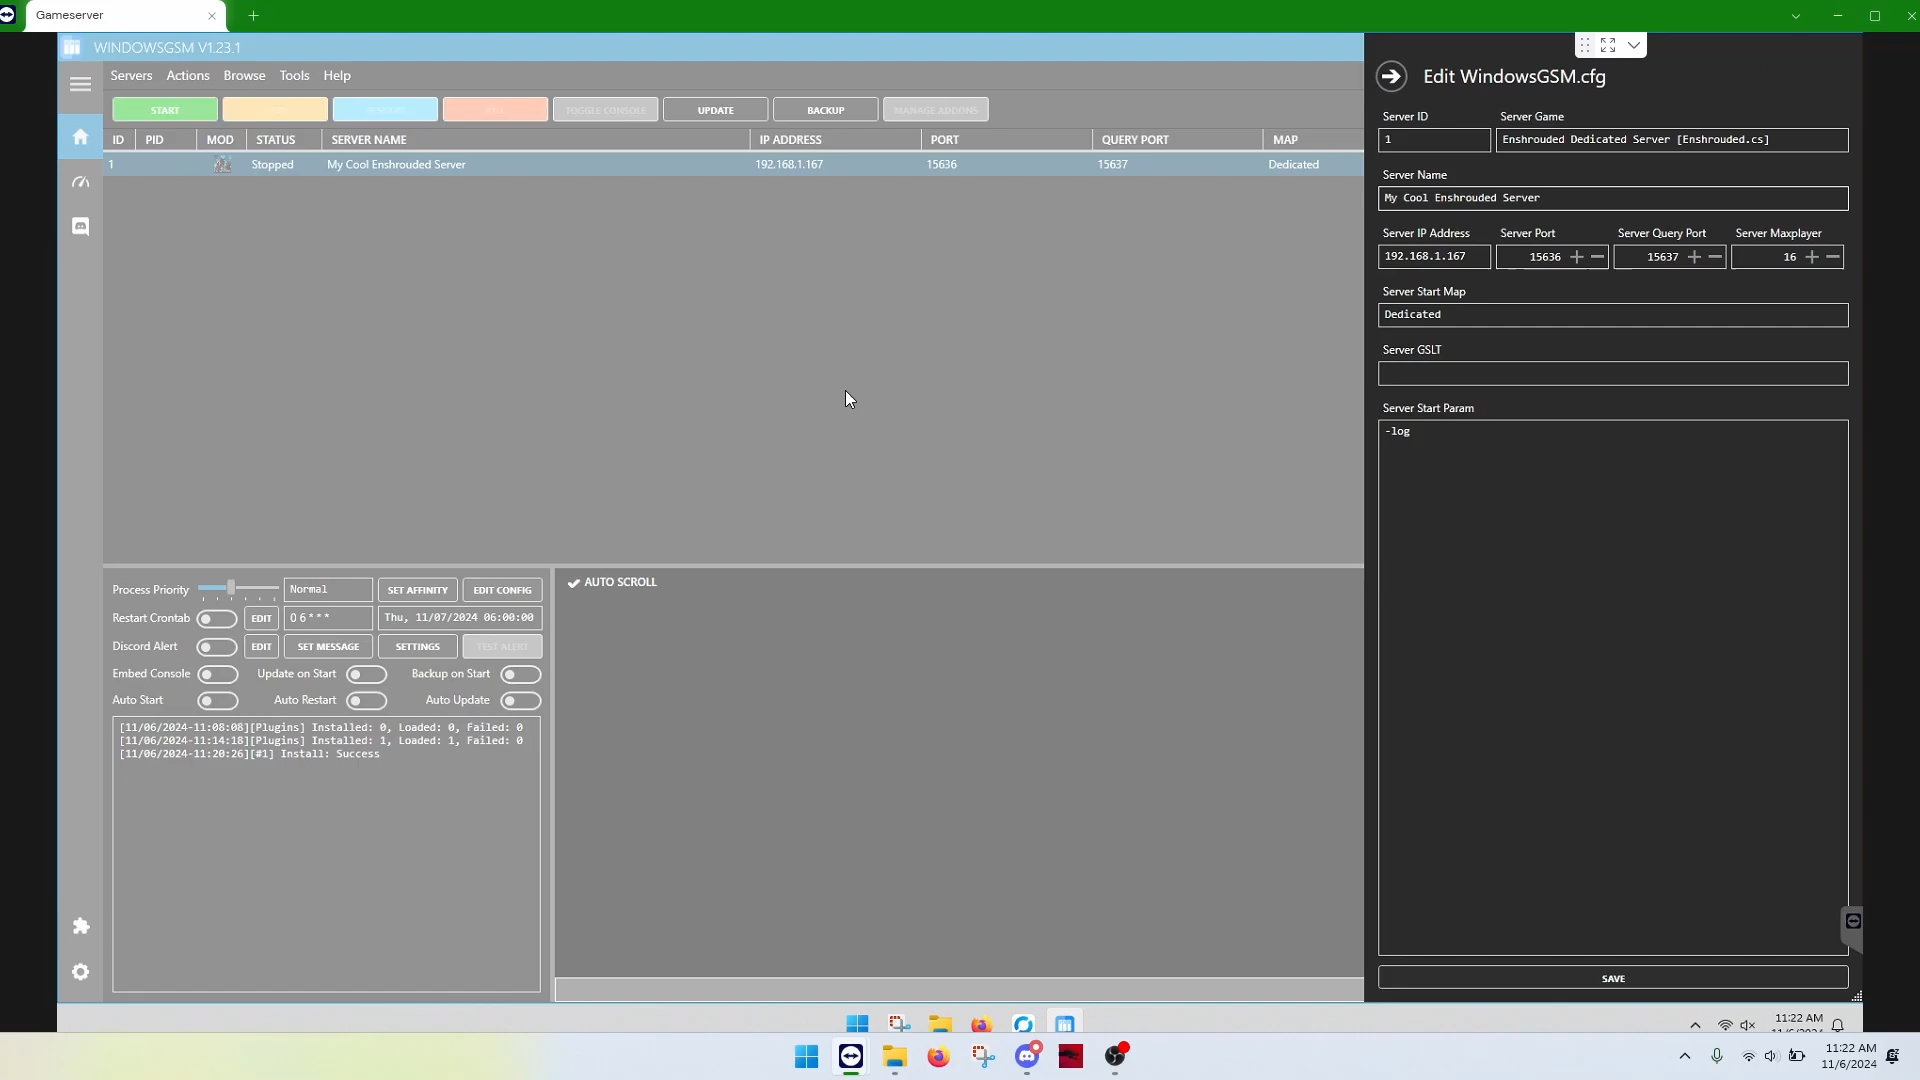 Gameserver
WINDOWSGSM V1.23.1
Servers Actions Browse Tools Help
START
TOGGLE CONSOLE UPDATE BACKUP MANAGE ADDONS
ID PID MOD STATUS SERVER NAME IP ADDRESS PORT QUERY PORT MAP
1 Stopped My Cool Enshrouded Server 192.168.1.167 15636 15637 Dedicated
Process Priority Normal SET AFFINITY EDIT CONFIG
Restart Crontab EDIT 0 6 * * * Thu, 11/07/2024 06:00:00
Discord Alert EDIT SET MESSAGE SETTINGS TEST ALERT
Embed Console Update on Start Backup on Start
Auto Start Auto Restart Auto Update
[11/06/2024-11:08:08][Plugins] Installed: 0, Loaded: 0, Failed: 0
[11/06/2024-11:14:18][Plugins] Installed: 1, Loaded: 1, Failed: 0
[11/06/2024-11:20:26][#1] Install: Success
AUTO SCROLL
Edit WindowsGSM.cfg
Server ID Server Game
1 Enshrouded Dedicated Server [Enshrouded.cs]
Server Name
My Cool Enshrouded Server
Server IP Address Server Port Server Query Port Server Maxplayer
192.168.1.167 15636 15637 16
Server Start Map
Dedicated
Server GSLT
Server Start Param
-log
SAVE
11:22 AM
11:22 AM
11/6/2024